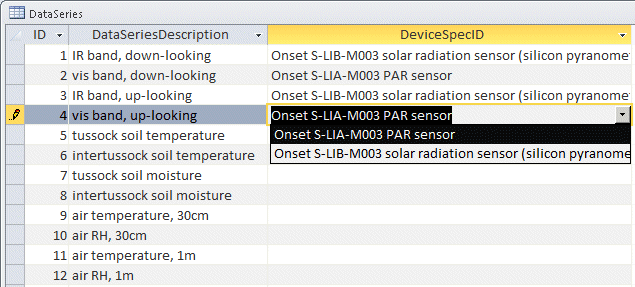 DataSeries
ID DataSeriesDescription DeviceSpecID
1 IR band, down-looking Onset S-LIB-M003 solar radiation sensor (silicon pyranome
2 vis band, down-looking Onset S-LIA-M003 PAR sensor
3 IR band, up-looking Onset S-LIB-M003 solar radiation sensor (silicon pyranome
4 vis band, up-looking Onset S-LIA-M003 PAR sensor
5 tussock soil temperature Onset S-LIA-M003 PAR sensor
6 intertussock soil temperature Onset S-LIB-M003 solar radiation sensor (silicon pyranome
7 tussock soil moisture
8 intertussock soil moisture
9 air temperature, 30cm
10 air RH, 30cm
11 air temperature, 1m
12 air RH, 1m